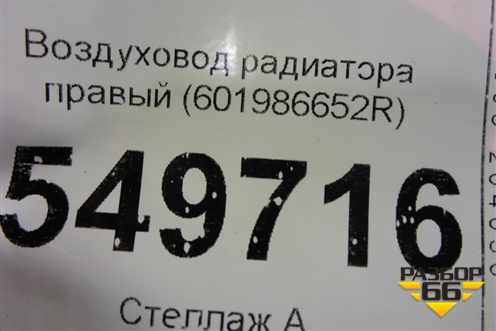 Воздуховод радиатора
правый (601986652R)
549716
Стеллаж А
РАЗБОР
66